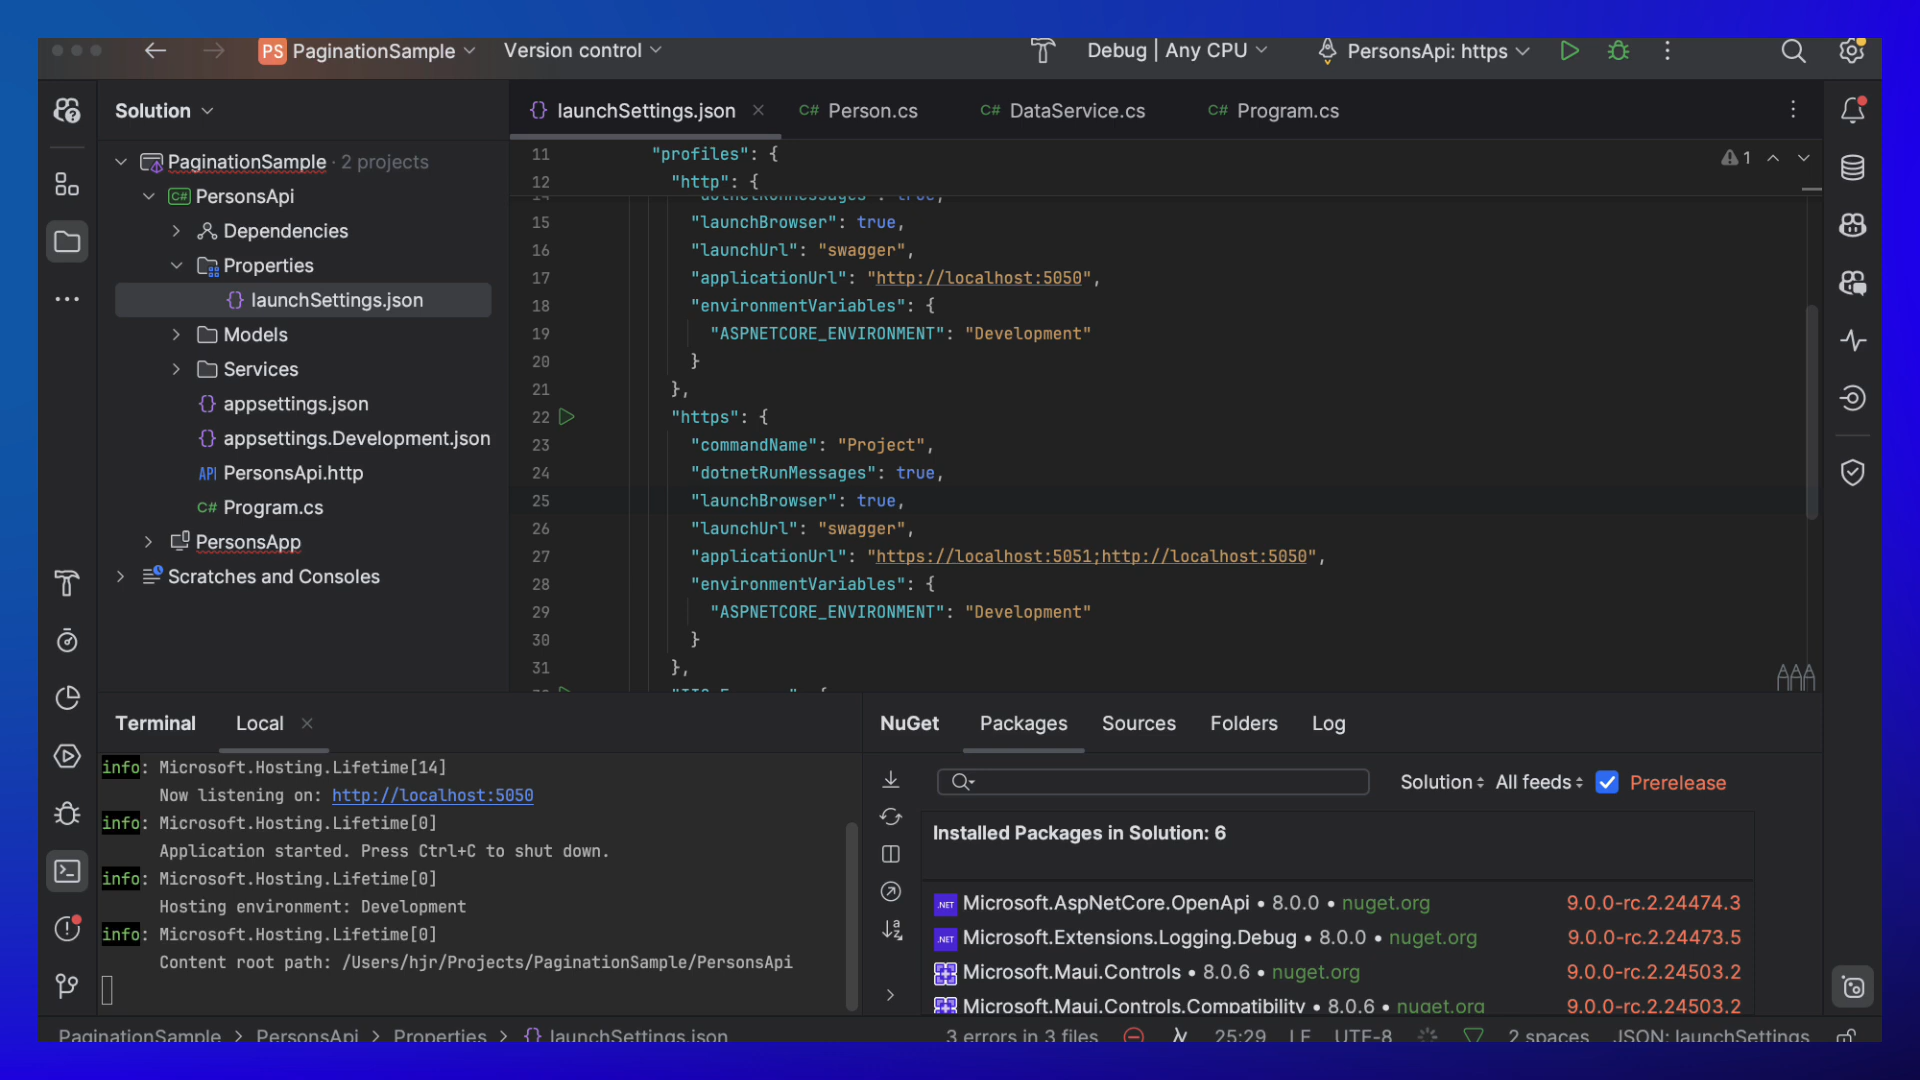 PS PaginationSample
Version control
Debug | Any CPU
PersonsApi: https
Solution
PaginationSample · 2 projects
C# PersonsApi
Dependencies
Properties
{} launchSettings.json
Models
Services
{} appsettings.json
{} appsettings.Development.json
API PersonsApi.http
C# Program.cs
PersonsApp
Scratches and Consoles
{} launchSettings.json
C# Person.cs
C# DataService.cs
C# Program.cs
1
11 "profiles": {
12 "http": {
14 "dotnetRunMessages": true,
15 "launchBrowser": true,
16 "launchUrl": "swagger",
17 "applicationUrl": "http://localhost:5050",
18 "environmentVariables": {
19 "ASPNETCORE_ENVIRONMENT": "Development"
20 }
21 },
22 "https": {
23 "commandName": "Project",
24 "dotnetRunMessages": true,
25 "launchBrowser": true,
26 "launchUrl": "swagger",
27 "applicationUrl": "https://localhost:5051;http://localhost:5050",
28 "environmentVariables": {
29 "ASPNETCORE_ENVIRONMENT": "Development"
30 }
31 },
Terminal
Local
info: Microsoft.Hosting.Lifetime[14]
Now listening on: http://localhost:5050
info: Microsoft.Hosting.Lifetime[0]
Application started. Press Ctrl+C to shut down.
info: Microsoft.Hosting.Lifetime[0]
Hosting environment: Development
info: Microsoft.Hosting.Lifetime[0]
Content root path: /Users/hjr/Projects/PaginationSample/PersonsApi
NuGet
Packages
Sources
Folders
Log
Solution
All feeds
Prerelease
Installed Packages in Solution: 6
.NET Microsoft.AspNetCore.OpenApi • 8.0.0 • nuget.org 9.0.0-rc.2.24474.3
.NET Microsoft.Extensions.Logging.Debug • 8.0.0 • nuget.org 9.0.0-rc.2.24473.5
Microsoft.Maui.Controls • 8.0.6 • nuget.org 9.0.0-rc.2.24503.2
Microsoft.Maui.Controls.Compatibility • 8.0.6 • nuget.org 9.0.0-rc.2.24503.2
PaginationSample > PersonsApi > Properties > {} launchSettings.json
3 errors in 3 files
25:29
LF
UTF-8
2 spaces
JSON: launchSettings